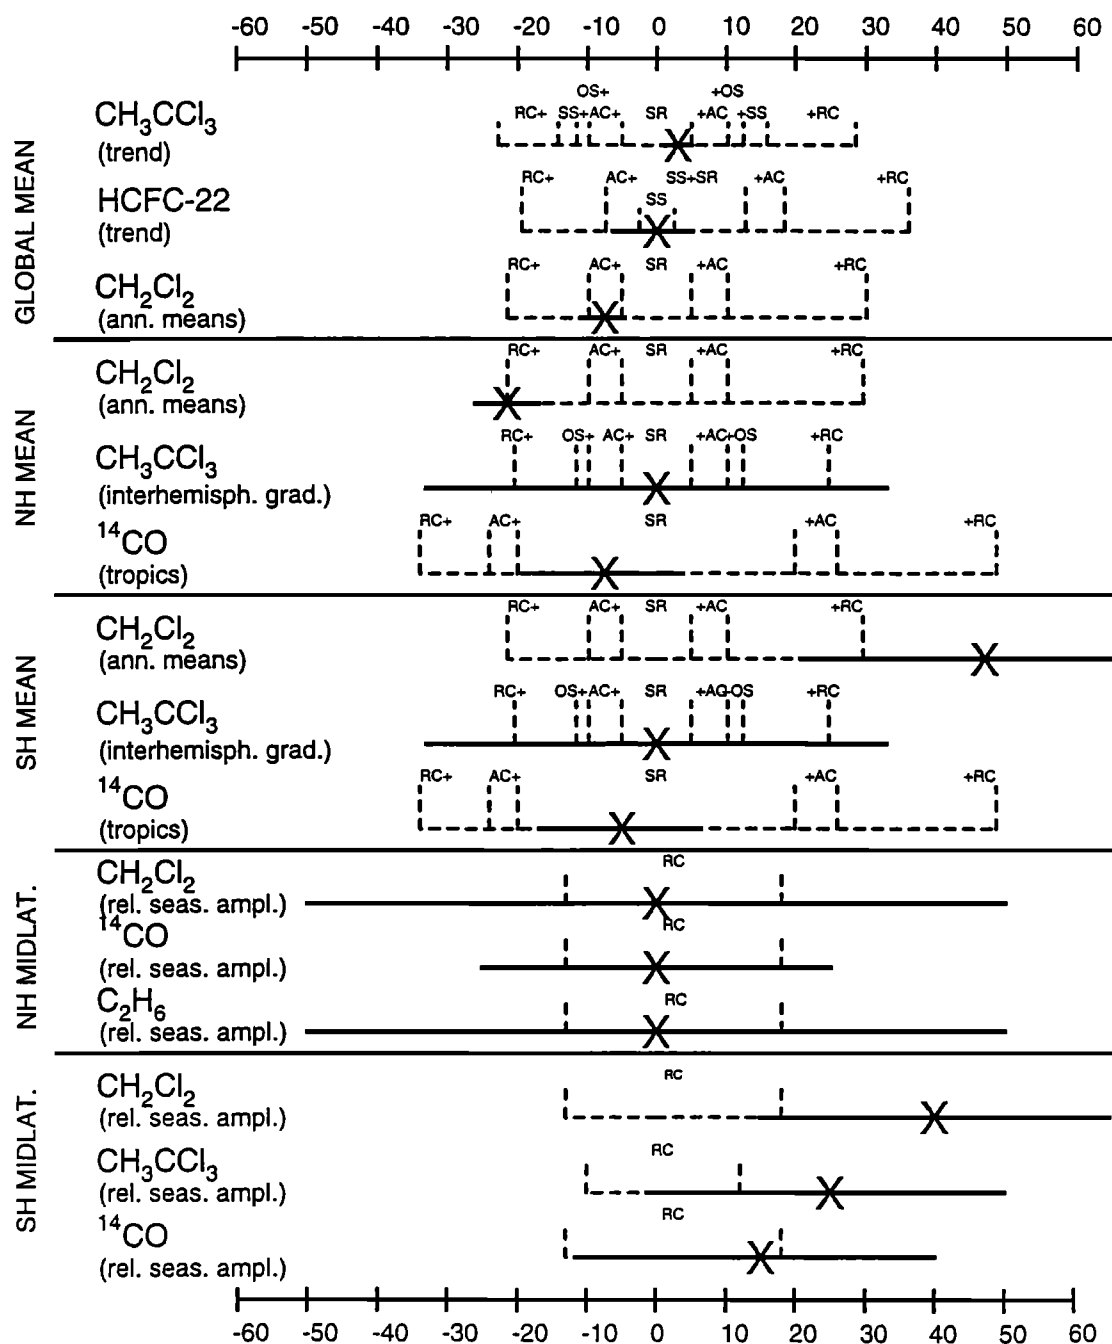 -60 -50 -40 -30 -20 -10 0 10 20 30 40 50 60
GLOBAL MEAN
OS+ +OS
CH₃CCl₃ RC+ SS+AC+ SR +AC +SS +RC
(trend)
RC+ AC+ SS+SR +AC +RC
HCFC-22 SS
(trend)
RC+ AC+ SR +AC +RC
CH₂Cl₂
(ann. means)
NH MEAN
RC+ AC+ SR +AC +RC
CH₂Cl₂
(ann. means)
RC+ OS+ AC+ SR +AC+OS +RC
CH₃CCl₃
(interhemisph. grad.)
RC+ AC+ SR +AC +RC
¹⁴CO
(tropics)
SH MEAN
RC+ AC+ SR +AC +RC
CH₂Cl₂
(ann. means)
RC+ OS+AC+ SR +AC+OS +RC
CH₃CCl₃
(interhemisph. grad.)
RC+ AC+ SR +AC +RC
¹⁴CO
(tropics)
NH MIDLAT.
RC
CH₂Cl₂
(rel. seas. ampl.)
RC
¹⁴CO
(rel. seas. ampl.)
RC
C₂H₆
(rel. seas. ampl.)
SH MIDLAT.
RC
CH₂Cl₂
(rel. seas. ampl.)
RC
CH₃CCl₃
(rel. seas. ampl.)
RC
¹⁴CO
(rel. seas. ampl.)
-60 -50 -40 -30 -20 -10 0 10 20 30 40 50 60